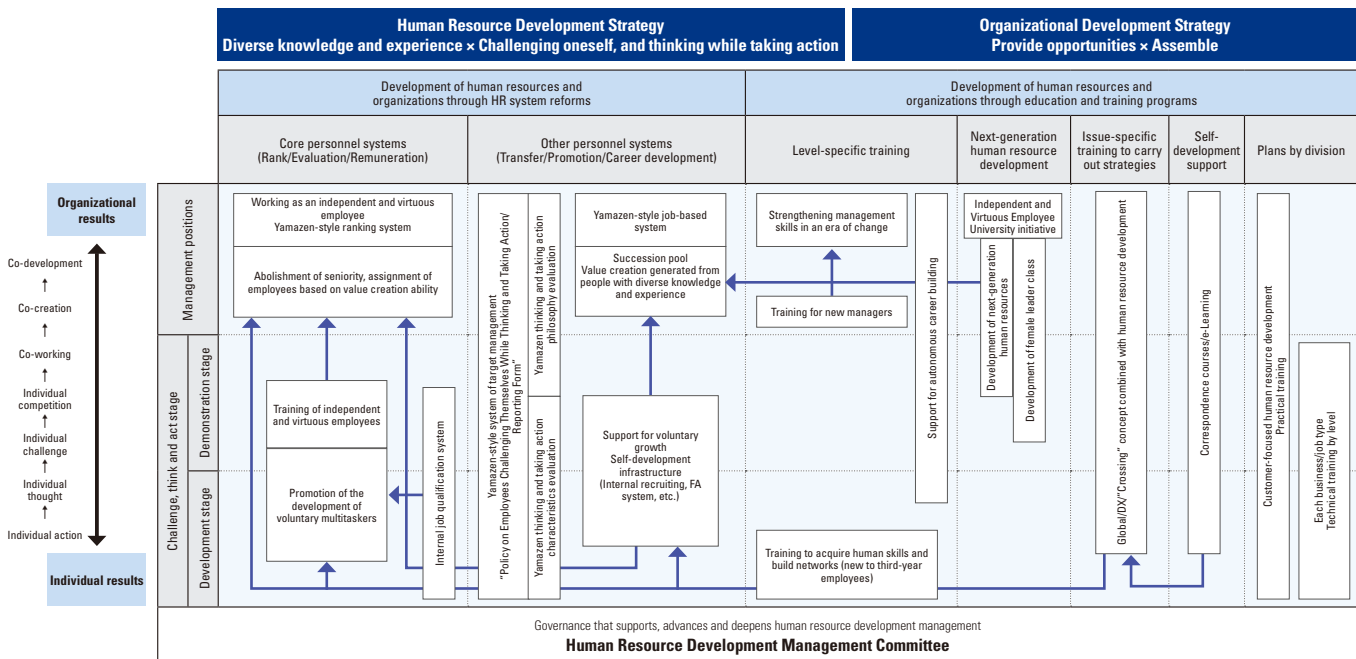 Human Resource Development Strategy
Diverse knowledge and experience × Challenging oneself, and thinking while taking action
Organizational Development Strategy
Provide opportunities × Assemble
Development of human resources and
organizations through HR system reforms
Development of human resources and
organizations through education and training programs
Core personnel systems
(Rank/Evaluation/Remuneration)
Other personnel systems
(Transfer/Promotion/Career development)
Level-specific training
Next-generation
human resource
development
Issue-specific
training to carry
out strategies
Self-
development
support
Plans by division
Organizational
results
Co-development
Co-creation
Co-working
Individual
competition
Individual
challenge
Individual
thought
Individual action
Individual results
Management positions
Challenge, think and act stage
Demonstration stage
Development stage
Working as an independent and virtuous
employee
Yamazen-style ranking system
Abolishment of seniority, assignment of
employees based on value creation ability
Training of independent
and virtuous employees
Promotion of the
development of
voluntary multitaskers
Internal job qualification system
Yamazen-style system of target management
"Policy on Employees Challenging Themselves While Thinking and Taking Action/
Reporting Form"
Yamazen thinking and taking action
philosophy evaluation
Yamazen thinking and taking action
characteristics evaluation
Yamazen-style job-based
system
Succession pool
Value creation generated from
people with diverse knowledge
and experience
Support for voluntary
growth
Self-development
infrastructure
(Internal recruiting, FA
system, etc.)
Strengthening management
skills in an era of change
Training for new managers
Training to acquire human skills and
build networks (new to third-year
employees)
Support for autonomous career building
Independent and
Virtuous Employee
University initiative
Development of next-generation
human resources
Development of female leader class
Global/DX/"Crossing" concept combined with human resource development
Correspondence courses/e-Learning
Customer-focused human resource development
Practical training
Each business/job type
Technical training by level
Governance that supports, advances and deepens human resource development management
Human Resource Development Management Committee